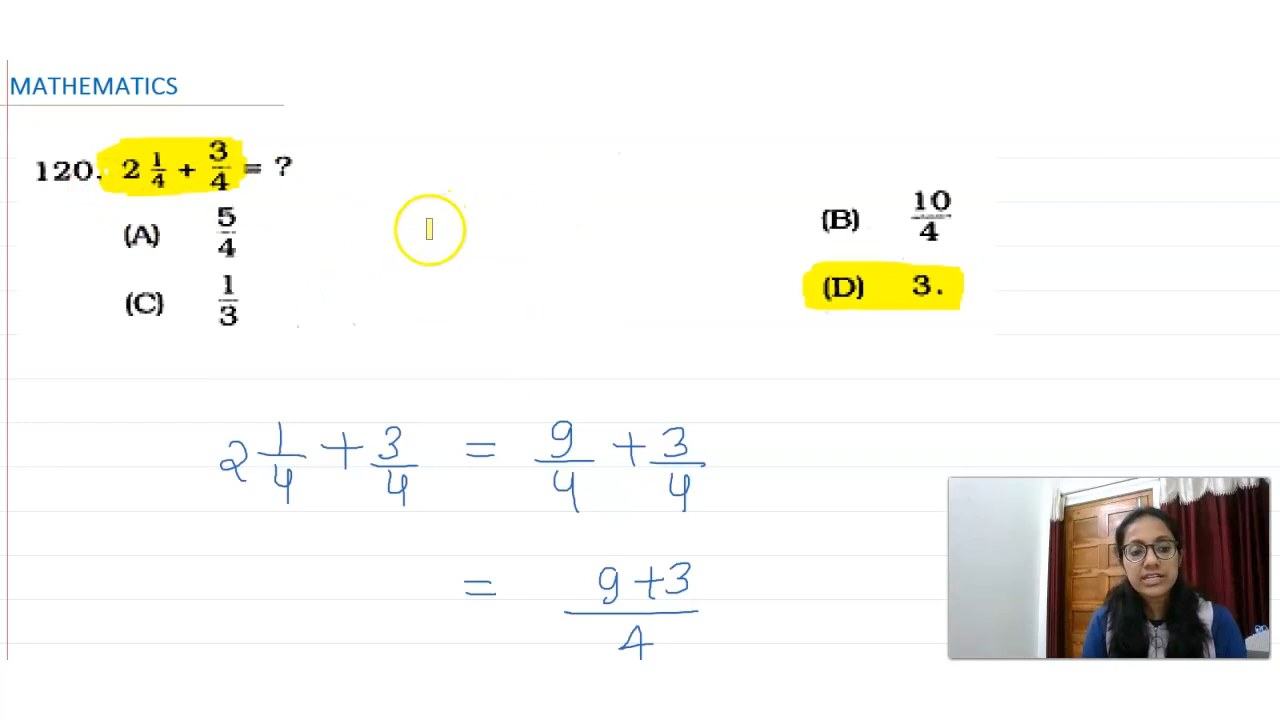 MATHEMATICS
120. 2 1/4 + 3/4 = ?
(A) 5/4 (B) 10/4
(C) 1/3 (D) 3.
2 1/4 + 3/4 = 9/4 + 3/4
= 9+3/4